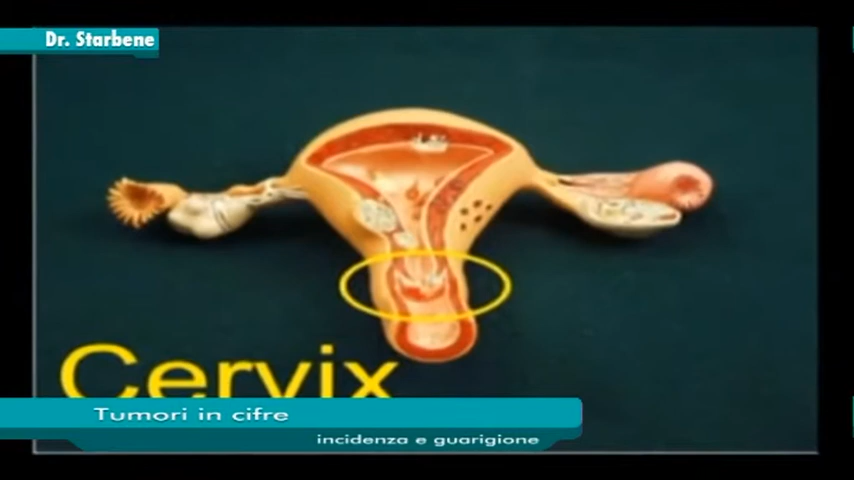 Dr. Starbene
Cervix
Tumori in cifre
incidenza e guarigione